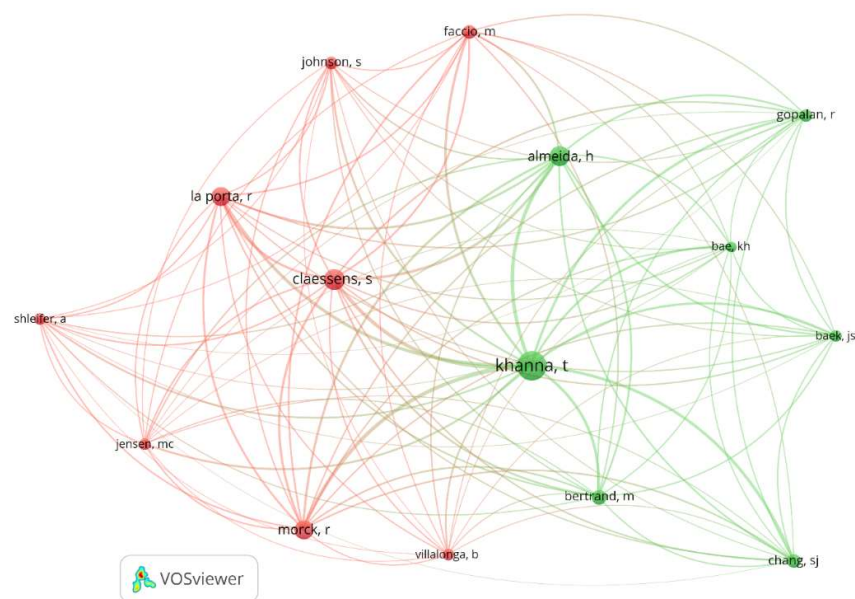 faccio, m
johnson, s
gopalan, r
almeida, h
la porta, r
bae, kh
claessens, s
shleifer, a
baek, js
khanna, t
jensen, mc
bertrand, m
morck, r
villalonga, b
chang, sj
VOSviewer